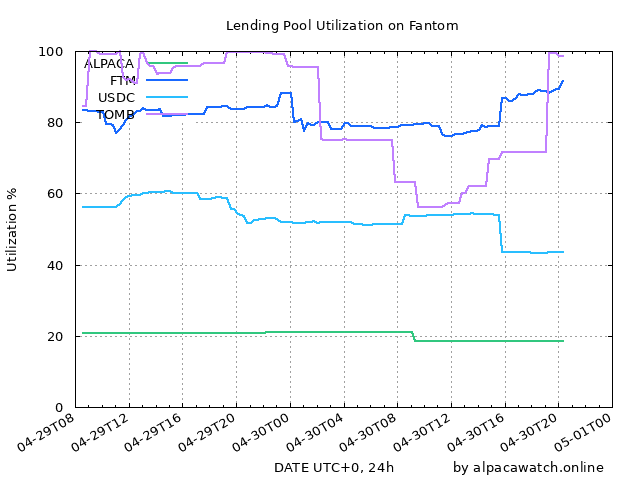 Lending Pool Utilization on Fantom
ALPACA
FTM
USDC
TOMB
Utilization %
100
80
60
40
20
0
04-29T08
04-29T12
04-29T16
04-29T20
04-30T00
04-30T04
04-30T08
04-30T12
04-30T16
04-30T20
05-01T00
DATE UTC+0, 24h
by alpacawatch.online